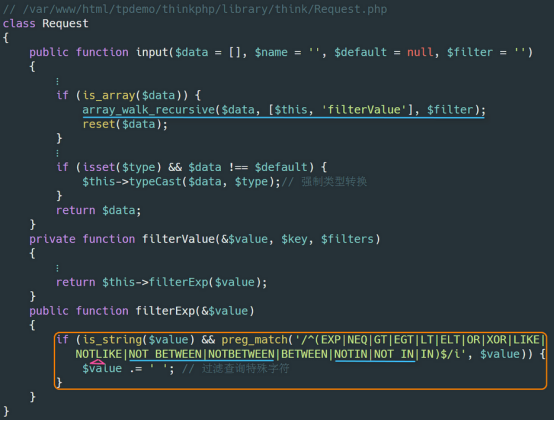 // /var/www/html/tpdemo/thinkphp/library/think/Request.php
class Request
{
    public function input($data = [], $name = '', $default = null, $filter = '')
    {
        ⋮
        if (is_array($data)) {
            array_walk_recursive($data, [$this, 'filterValue'], $filter);
            reset($data);
        }
        ⋮
        if (isset($type) && $data !== $default) {
            $this->typeCast($data, $type);// 强制类型转换
        }
        return $data;
    }
    private function filterValue(&$value, $key, $filters)
    {
        ⋮
        return $this->filterExp($value);
    }
    public function filterExp(&$value)
    {
        if (is_string($value) && preg_match('/^(EXP|NEQ|GT|EGT|LT|ELT|OR|XOR|LIKE|
           NOTLIKE|NOT BETWEEN|NOTBETWEEN|BETWEEN|NOTIN|NOT IN|IN)$/i', $value)) {
            $value .= ' '; // 过滤查询特殊字符
        }
    }
}